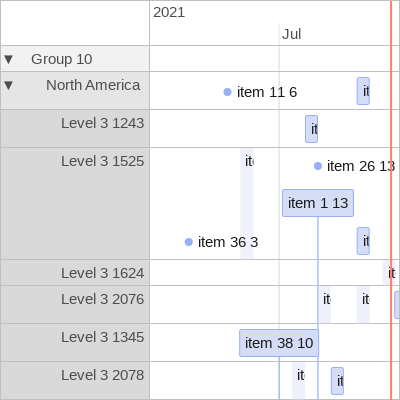 2021
Jul
▼ Group 10
▼ North America
item 11 6
it
Level 3 1243
it
Level 3 1525
it
item 26 13
item 1 13
item 36 3
it
Level 3 1624
it
Level 3 2076
it
it
Level 3 1345
item 38 10
Level 3 2078
it
it